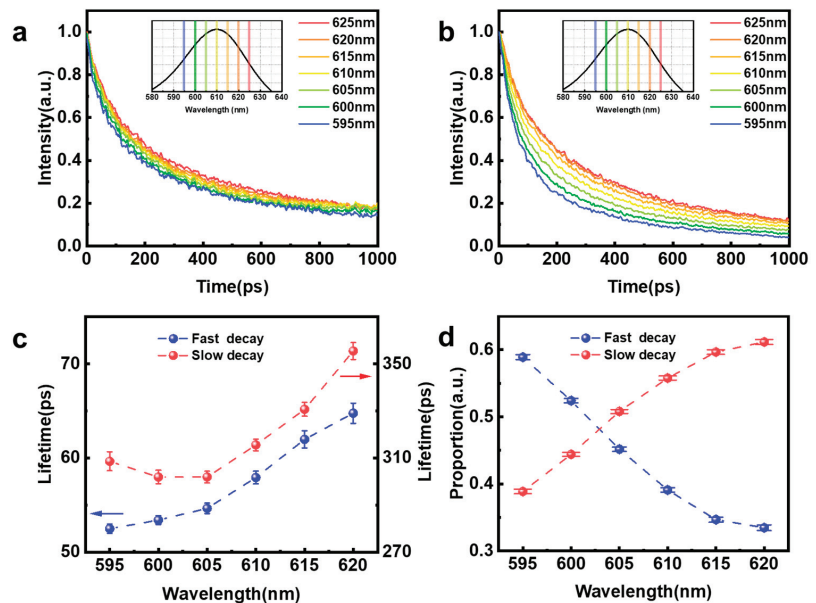 a
Intensity(a.u.)
1.0
0.8
0.6
0.4
0.2
0.0
0 200 400 600 800 1000
Time(ps)
580 590 600 610 620 630 640
Wavelength (nm)
625nm
620nm
615nm
610nm
605nm
600nm
595nm
b
Intensity(a.u.)
1.0
0.8
0.6
0.4
0.2
0.0
0 200 400 600 800 1000
Time(ps)
580 590 600 610 620 630 640
Wavelength (nm)
625nm
620nm
615nm
610nm
605nm
600nm
595nm
c
Lifetime(ps)
70
60
50
Fast decay
Slow decay
350
310
270
Lifetime(ps)
595 600 605 610 615 620
Wavelength(nm)
d
Proportion(a.u.)
0.6
0.5
0.4
0.3
Fast decay
Slow decay
595 600 605 610 615 620
Wavelength(nm)